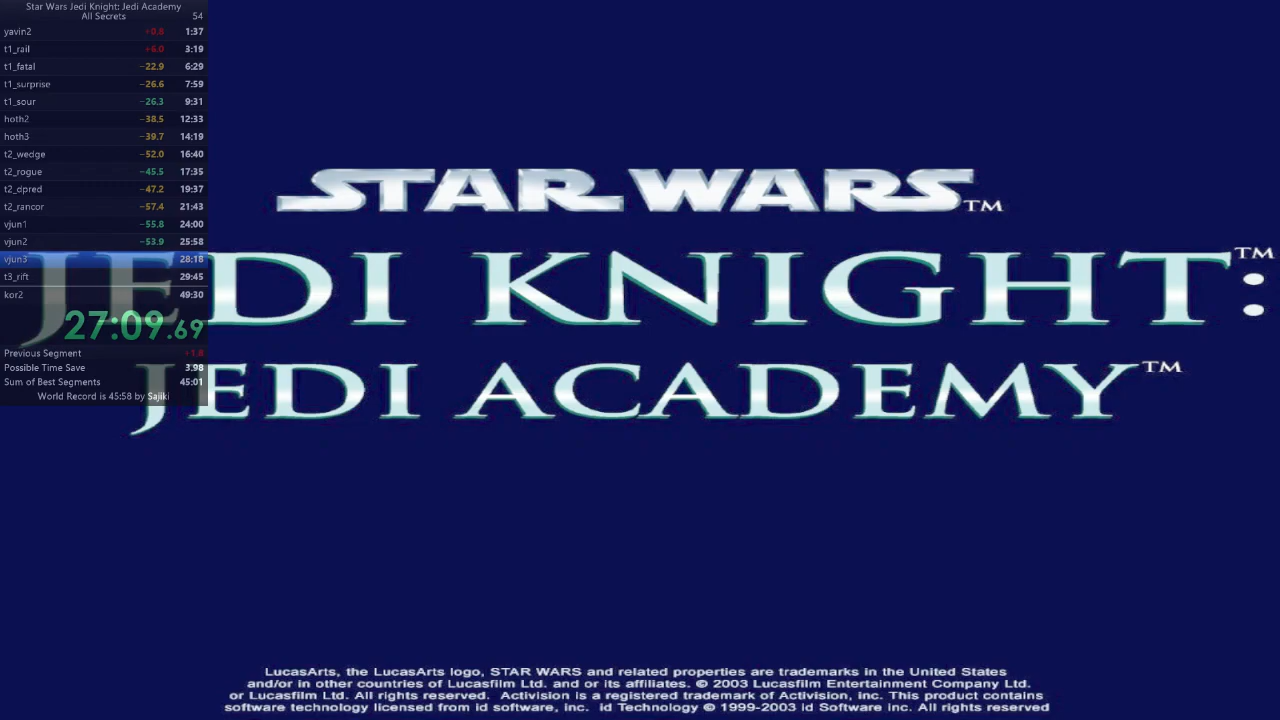 Star Wars Jedi Knight: Jedi Academy
All Secrets 54
yavin2 +0.8 1:37
t1_rail +6.0 3:19
t1_fatal −22.9 6:29
t1_surprise −26.6 7:59
t1_sour −26.3 9:31
hoth2 −38.5 12:33
hoth3 −39.7 14:19
t2_wedge −52.0 16:40
t2_rogue −45.5 17:35
t2_dpred −47.2 19:37
t2_rancor −57.4 21:43
vjun1 −55.8 24:00
vjun2 −53.9 25:58
vjun3 28:18
t3_rift 29:45
kor2 49:30
27:09.69
Previous Segment +1.8
Possible Time Save 3.98
Sum of Best Segments 45:01
World Record is 45:58 by Sajiki
STAR WARS™
JEDI KNIGHT:™
JEDI ACADEMY™
LucasArts, the LucasArts logo, STAR WARS and related properties are trademarks in the United States
and/or in other countries of Lucasfilm Ltd. and or its affiliates. © 2003 Lucasfilm Entertainment Company Ltd.
or Lucasfilm Ltd. All rights reserved. Activision is a registered trademark of Activision, inc. This product contains
software technology licensed from id software, inc. id Technology © 1999-2003 id Software inc. All rights reserved